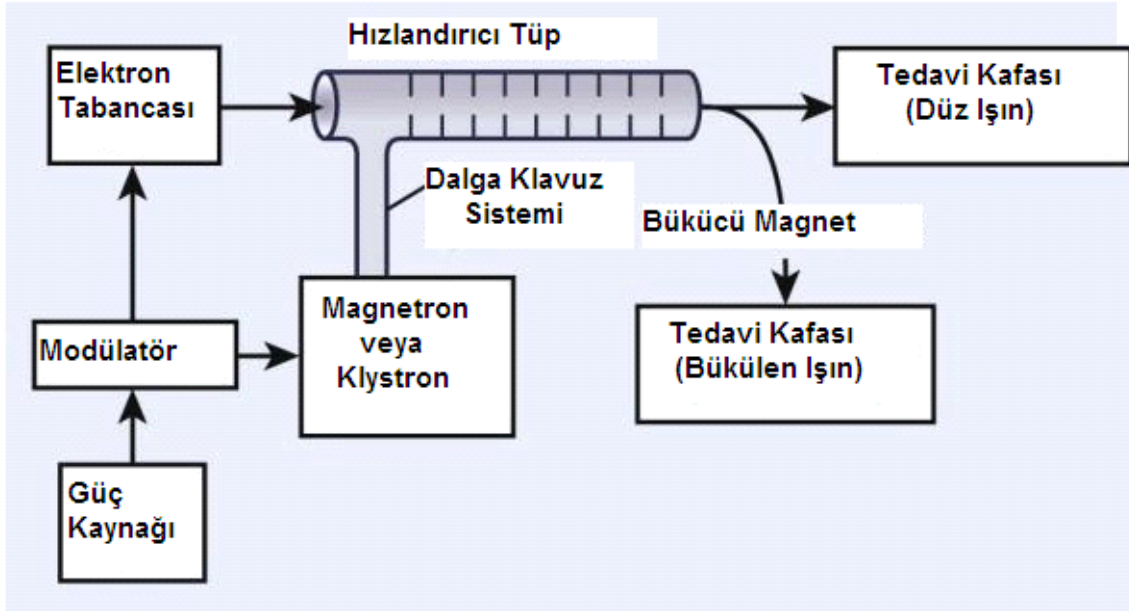 Hızlandırıcı Tüp
Elektron
Tabancası
Tedavi Kafası
(Düz Işın)
Dalga Klavuz
Sistemi
Bükücü Magnet
Magnetron
veya
Klystron
Tedavi Kafası
(Bükülen Işın)
Modülatör
Güç
Kaynağı